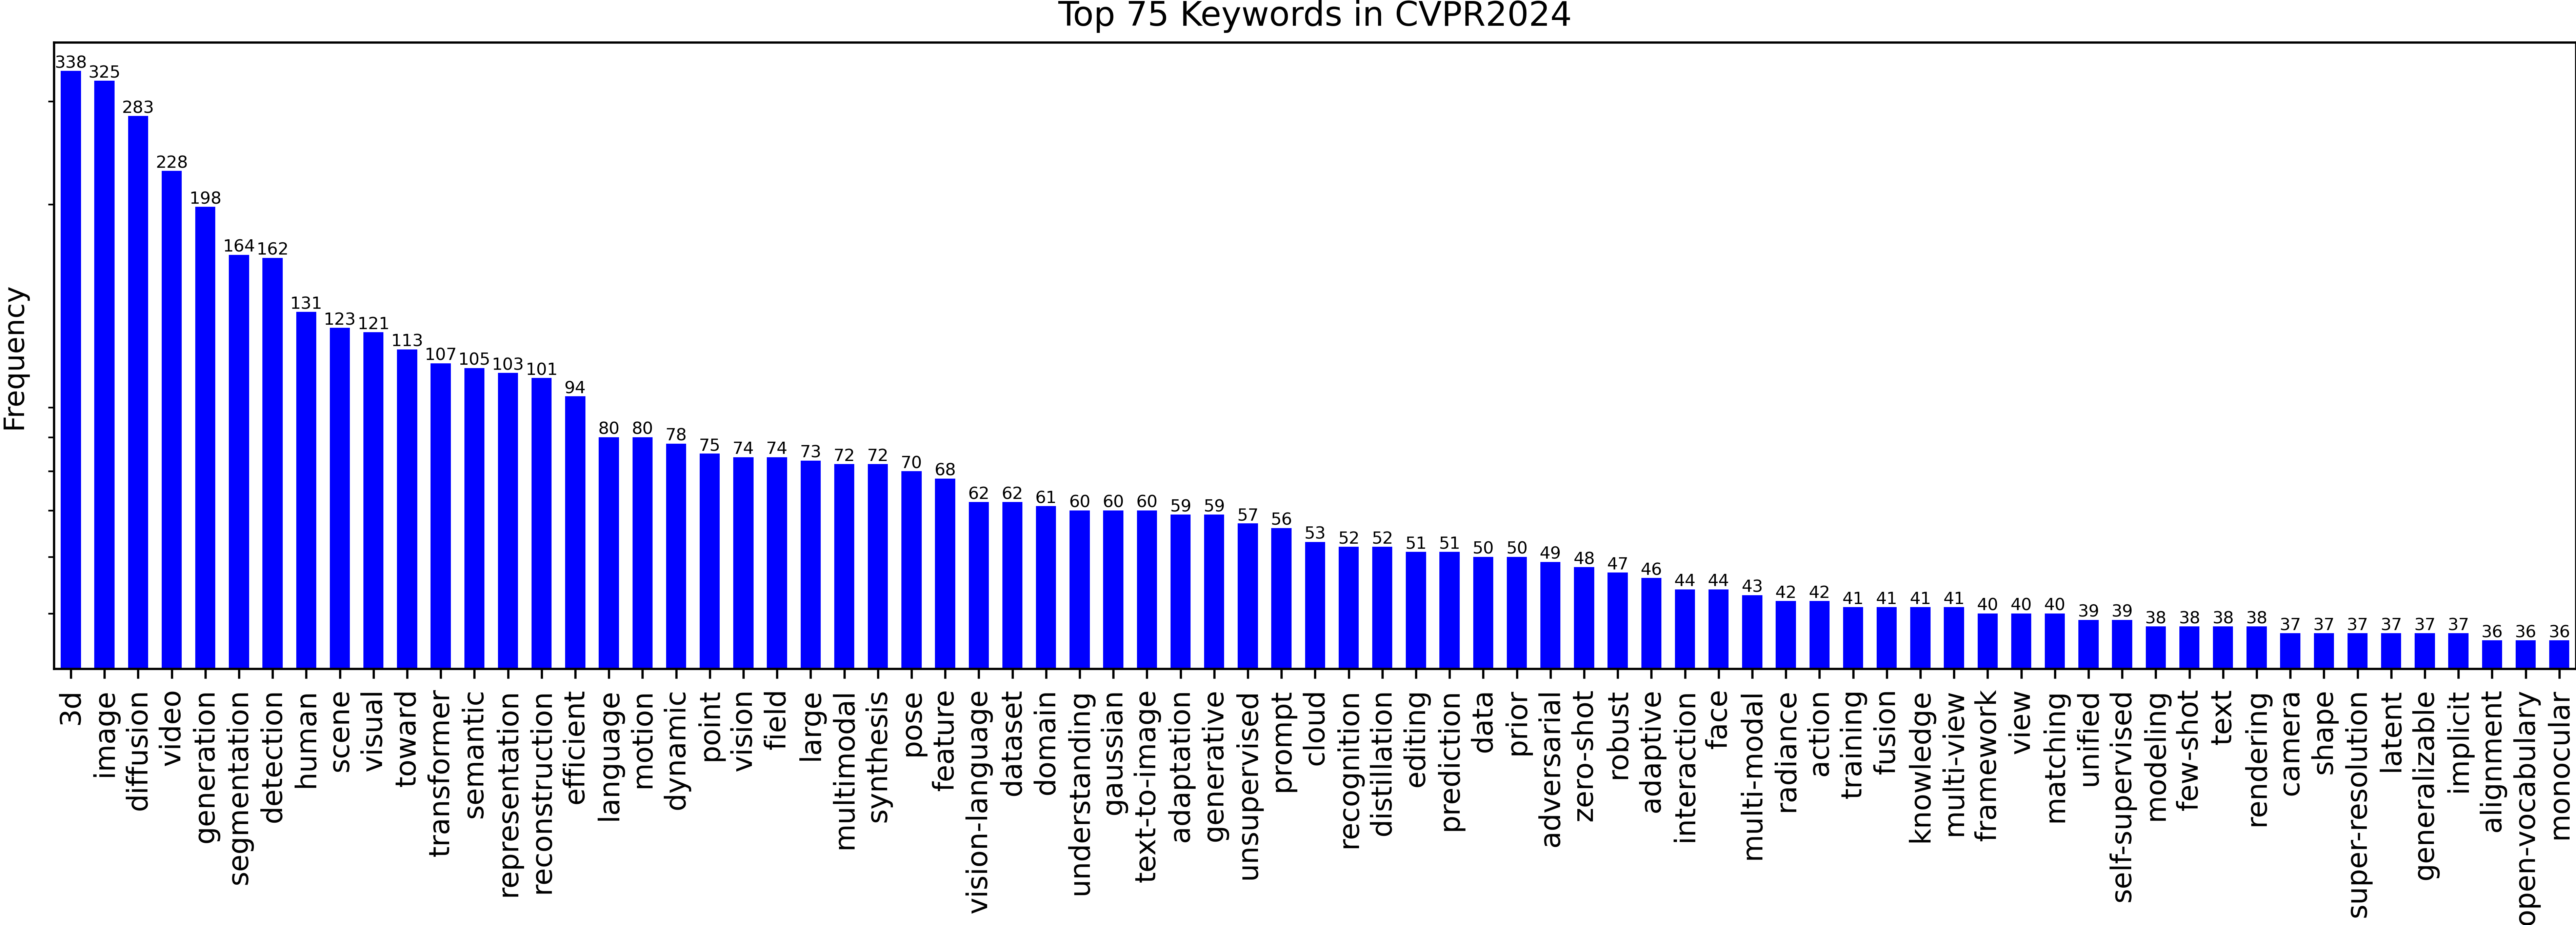 Top 75 Keywords in CVPR2024
Frequency
338
325
283
228
198
164
162
131
123
121
113
107
105
103
101
94
80
80
78
75
74
74
73
72
72
70
68
62
62
61
60
60
60
59
59
57
56
53
52
52
51
51
50
50
49
48
47
46
44
44
43
42
42
41
41
41
41
40
40
40
39
39
38
38
38
38
37
37
37
37
37
37
36
36
36
3d
image
diffusion
video
generation
segmentation
detection
human
scene
visual
toward
transformer
semantic
representation
reconstruction
efficient
language
motion
dynamic
point
vision
field
large
multimodal
synthesis
pose
feature
vision-language
dataset
domain
understanding
gaussian
text-to-image
adaptation
generative
unsupervised
prompt
cloud
recognition
distillation
editing
prediction
data
prior
adversarial
zero-shot
robust
adaptive
interaction
face
multi-modal
radiance
action
training
fusion
knowledge
multi-view
framework
view
matching
unified
self-supervised
modeling
few-shot
text
rendering
camera
shape
super-resolution
latent
generalizable
implicit
alignment
open-vocabulary
monocular